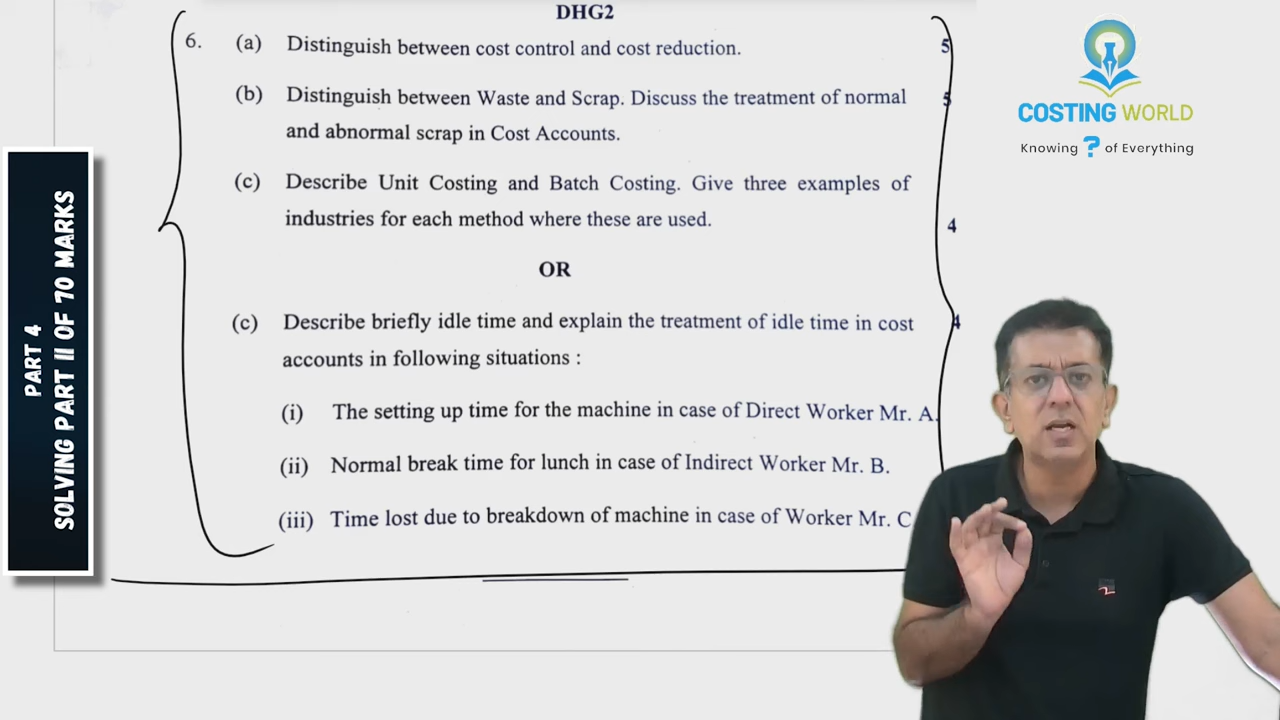 DHG2
6. (a) Distinguish between cost control and cost reduction. 5
(b) Distinguish between Waste and Scrap. Discuss the treatment of normal 5
and abnormal scrap in Cost Accounts.
(c) Describe Unit Costing and Batch Costing. Give three examples of
industries for each method where these are used. 4
OR
(c) Describe briefly idle time and explain the treatment of idle time in cost 4
accounts in following situations :
(i) The setting up time for the machine in case of Direct Worker Mr. A.
(ii) Normal break time for lunch in case of Indirect Worker Mr. B.
(iii) Time lost due to breakdown of machine in case of Worker Mr. C
PART 4
SOLVING PART II OF 70 MARKS
COSTING WORLD
Knowing ? of Everything